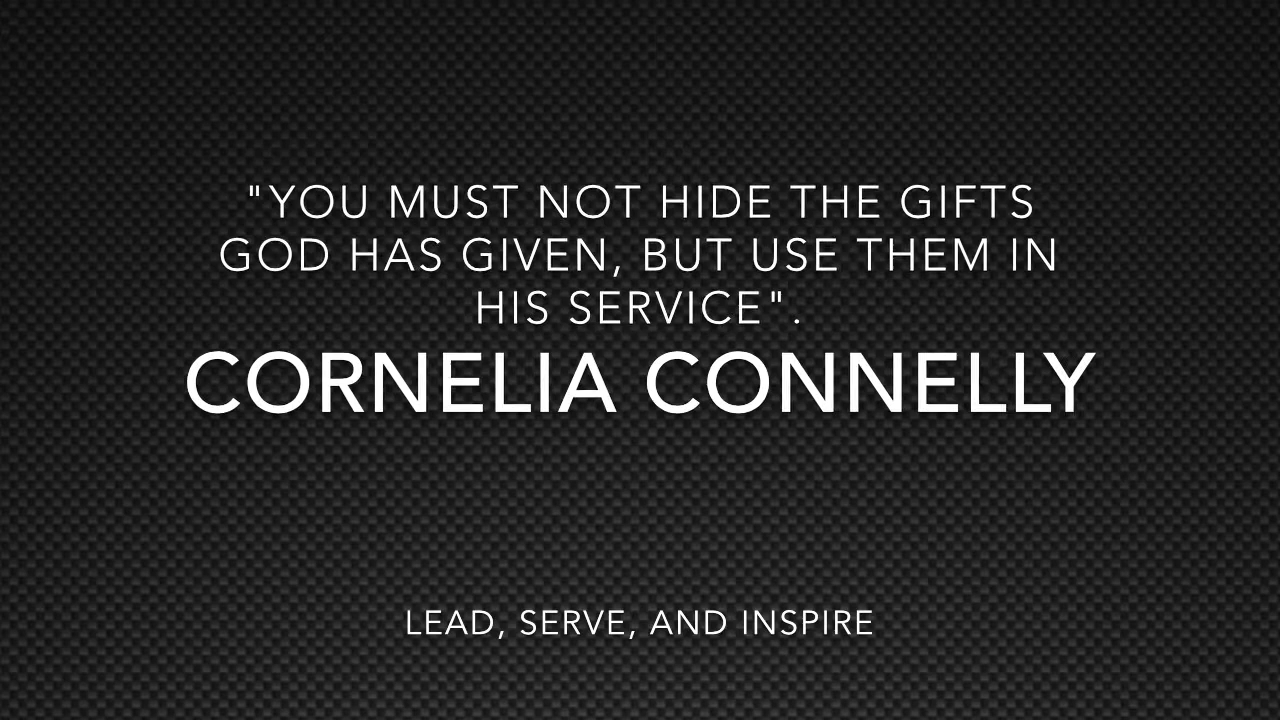 "YOU MUST NOT HIDE THE GIFTS
GOD HAS GIVEN, BUT USE THEM IN
HIS SERVICE".
CORNELIA CONNELLY
LEAD, SERVE, AND INSPIRE